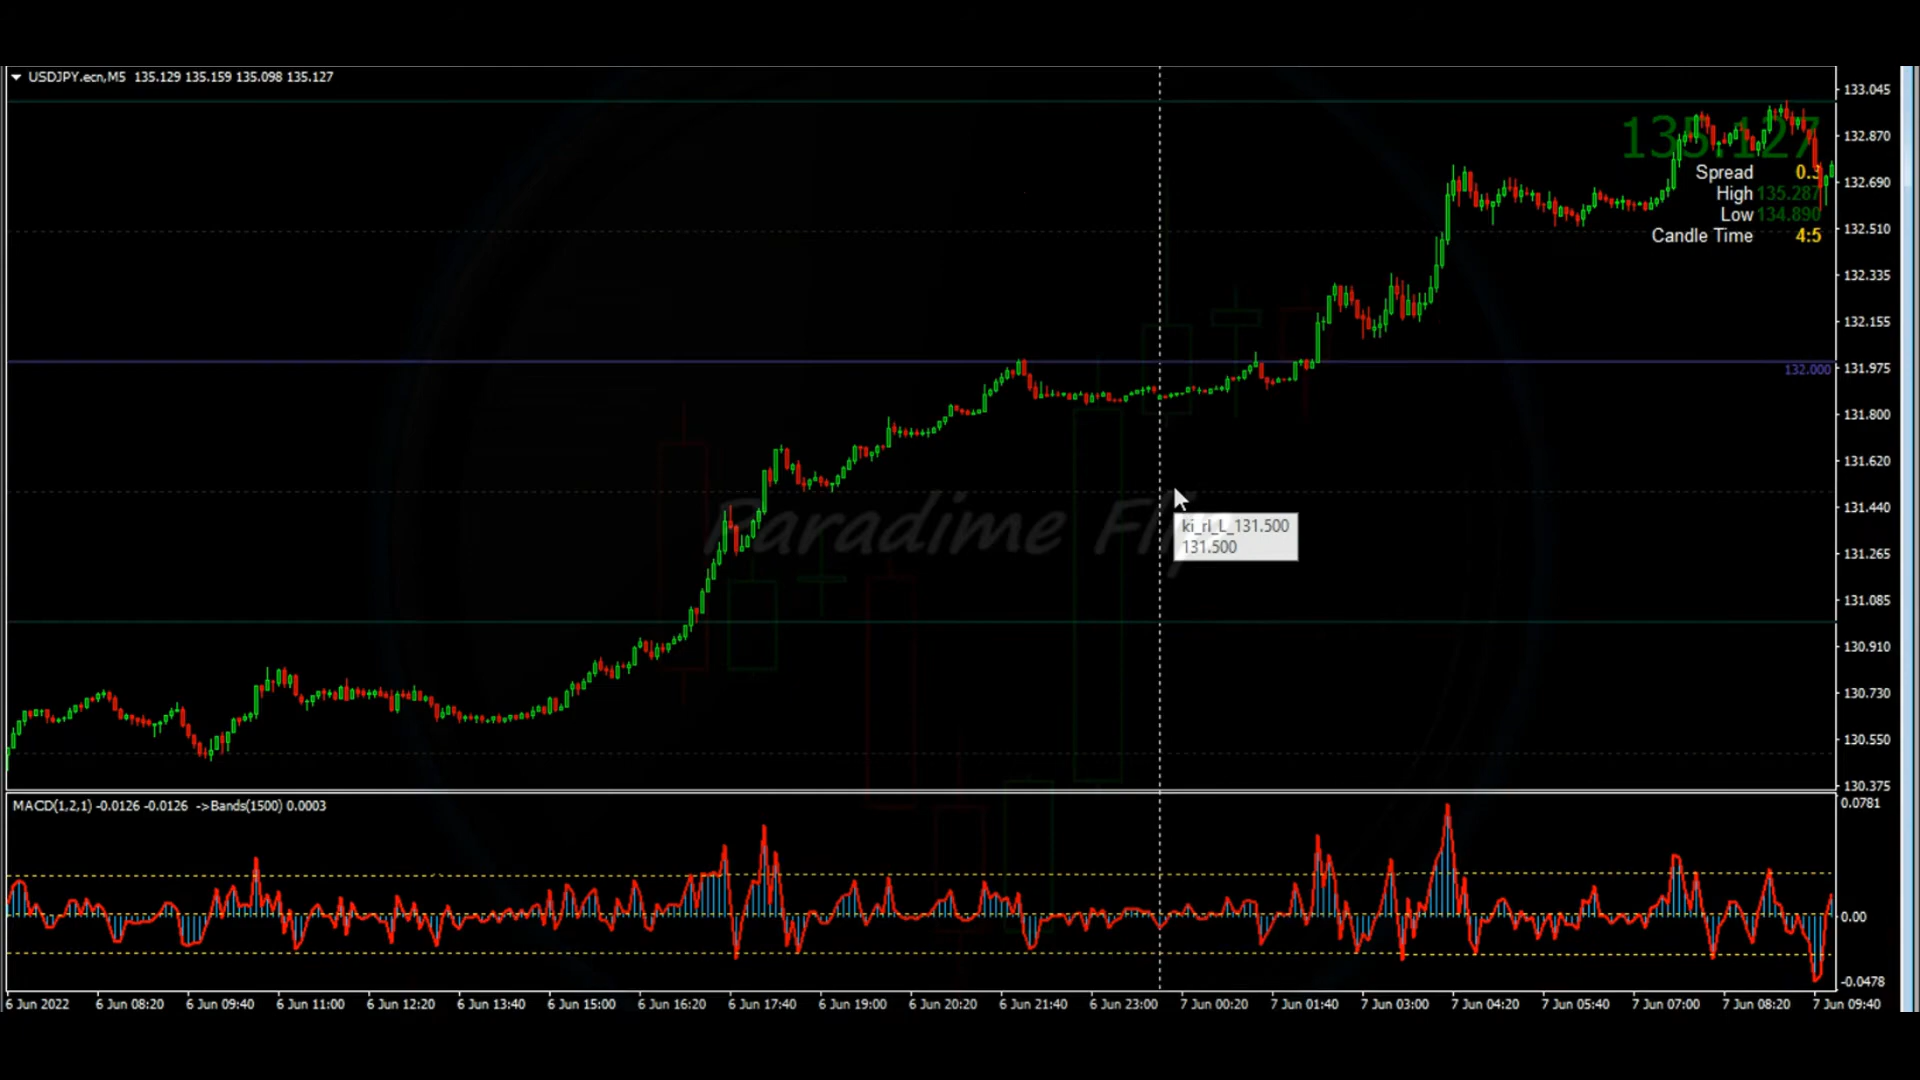 USDJPY.ecn,M5 135.129 135.159 135.098 135.127
133.045
135.127
132.870
Spread 0.3
132.690
High 135.287
Low 134.890
132.510
Candle Time 4:5
132.335
132.155
131.975
132.000
131.800
131.620
131.440
Paradime Fli
ki_rl_L_131.500
131.500
131.265
131.085
130.910
130.730
130.550
130.375
MACD(1,2,1) -0.0126 -0.0126 ->Bands(1500) 0.0003
0.0781
0.00
-0.0478
6 Jun 2022 6 Jun 08:20 6 Jun 09:40 6 Jun 11:00 6 Jun 12:20 6 Jun 13:40 6 Jun 15:00 6 Jun 16:20 6 Jun 17:40 6 Jun 19:00 6 Jun 20:20 6 Jun 21:40 6 Jun 23:00 7 Jun 00:20 7 Jun 01:40 7 Jun 03:00 7 Jun 04:20 7 Jun 05:40 7 Jun 07:00 7 Jun 08:20 7 Jun 09:40